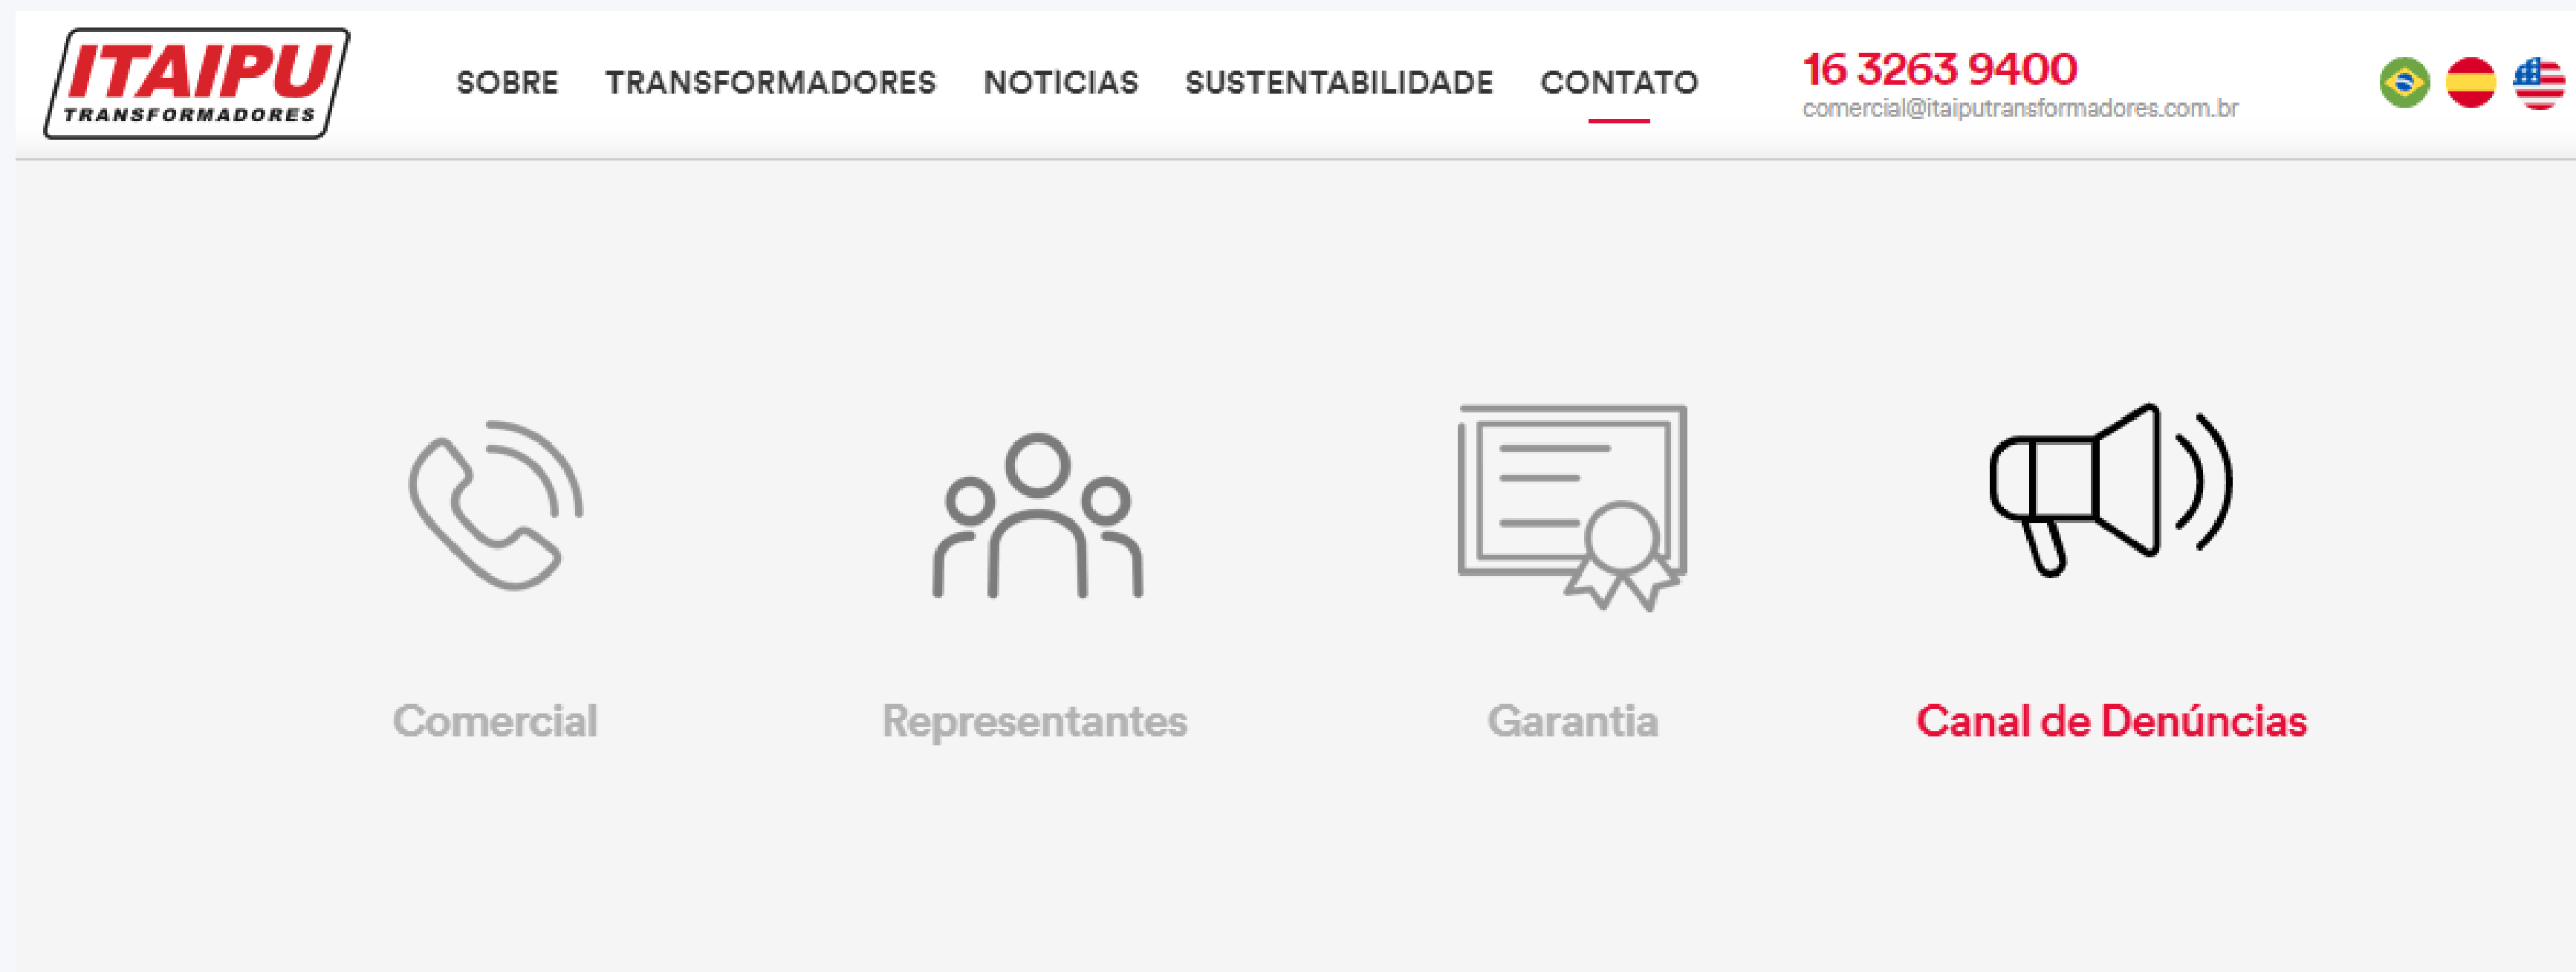 ITAIPU
TRANSFORMADORES
SOBRE TRANSFORMADORES NOTICIAS SUSTENTABILIDADE CONTATO
16 3263 9400
comercial@itaiputransformadores.com.br
Comercial Representantes Garantia Canal de Denúncias